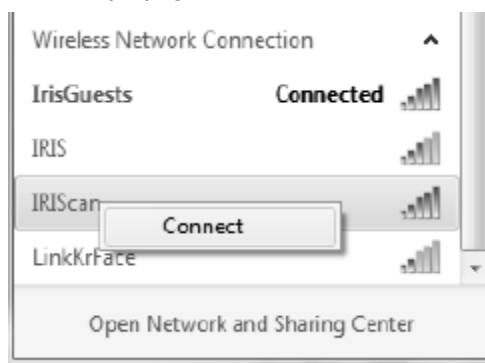 Wireless Network Connection
IrisGuests Connected
IRIS
IRIScan
Connect
LinkKrFace
Open Network and Sharing Center